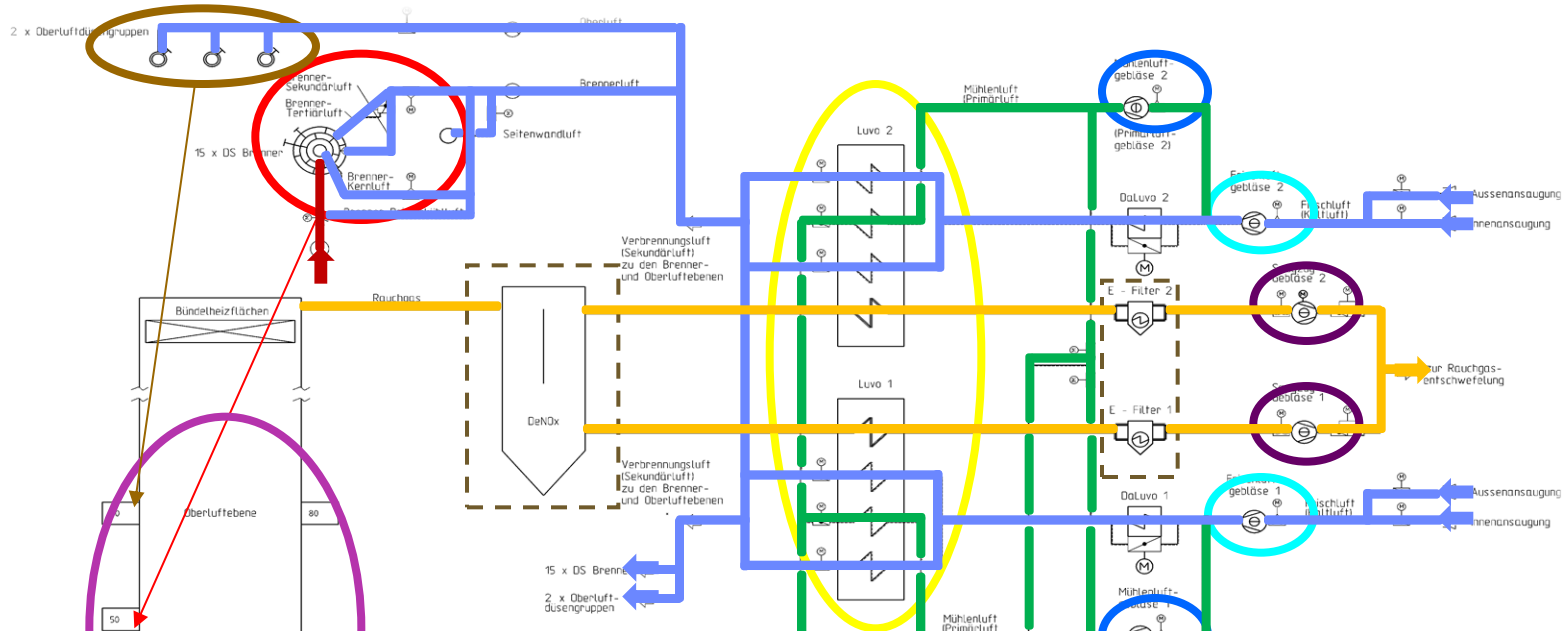 Oberluft
2 x Oberluftdüsengruppen
Mühlenluft-
gebläse 2
Brenner-
Sekundärluft
Brennerluft
Mühlenluft
(Primärluft
Brenner-
Tertiärluft
Luvo 2
Seitenwandluft
(Primärluft-
gebläse 2)
15 x DS Brenner
Brenner-
Kernluft
gebläse 2
DaLuvo 2
Frischluft
(Kaltluft)
Aussenansaugung
Innenansaugung
Verbrennungsluft
(Sekundärluft)
zu den Brenner-
und Oberluftebenen
M
gebläse 2
Rauchgas
E - Filter 2
Bündelheizflächen
zur Rauchgas-
entschwefelung
Luvo 1
gebläse 1
E - Filter 1
DeNOx
Verbrennungsluft
(Sekundärluft)
zu den Brenner-
und Oberluftebenen
gebläse 1
DaLuvo 1
Frischluft
(Kaltluft)
Aussenansaugung
Innenansaugung
Oberluftebene
80
M
15 x DS Brenner
2 x Oberluft-
düsengruppen
Mühlenluft-
gebläse 1
50
Mühlenluft
(Primärluft